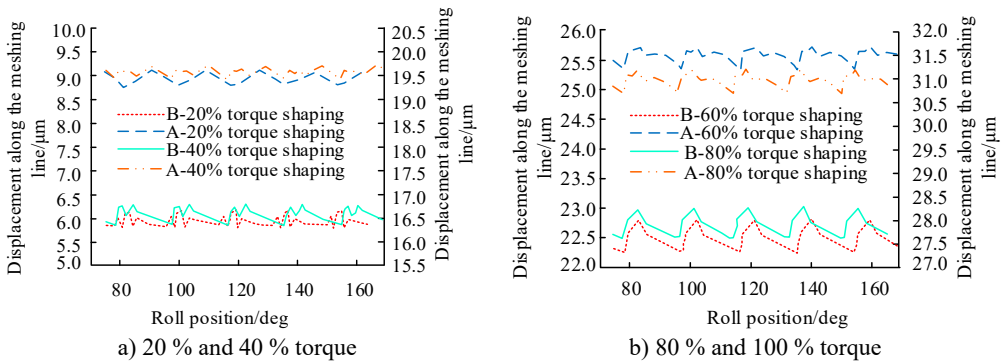 Displacement along the meshing
line/μm
10.0
9.5
9.0
8.5
8.0
7.5
7.0
6.5
6.0
5.5
5.0
B-20% torque shaping
A-20% torque shaping
B-40% torque shaping
A-40% torque shaping
20.5
20.0
19.5
19.0
18.5
18.0
17.5
17.0
16.5
16.0
15.5
Displacement along the meshing
line/μm
80 100 120 140 160
Roll position/deg
a) 20 % and 40 % torque
Displacement along the meshing
line/μm
26.0
25.6
25.0
24.5
24.0
23.5
23.0
22.5
22.0
B-60% torque shaping
A-60% torque shaping
B-80% torque shaping
A-80% torque shaping
32.0
31.5
31.0
30.5
30.0
29.5
29.0
28.5
28.0
27.5
27.0
Displacement along the meshing
line/μm
80 100 120 140 160
Roll position/deg
b) 80 % and 100 % torque